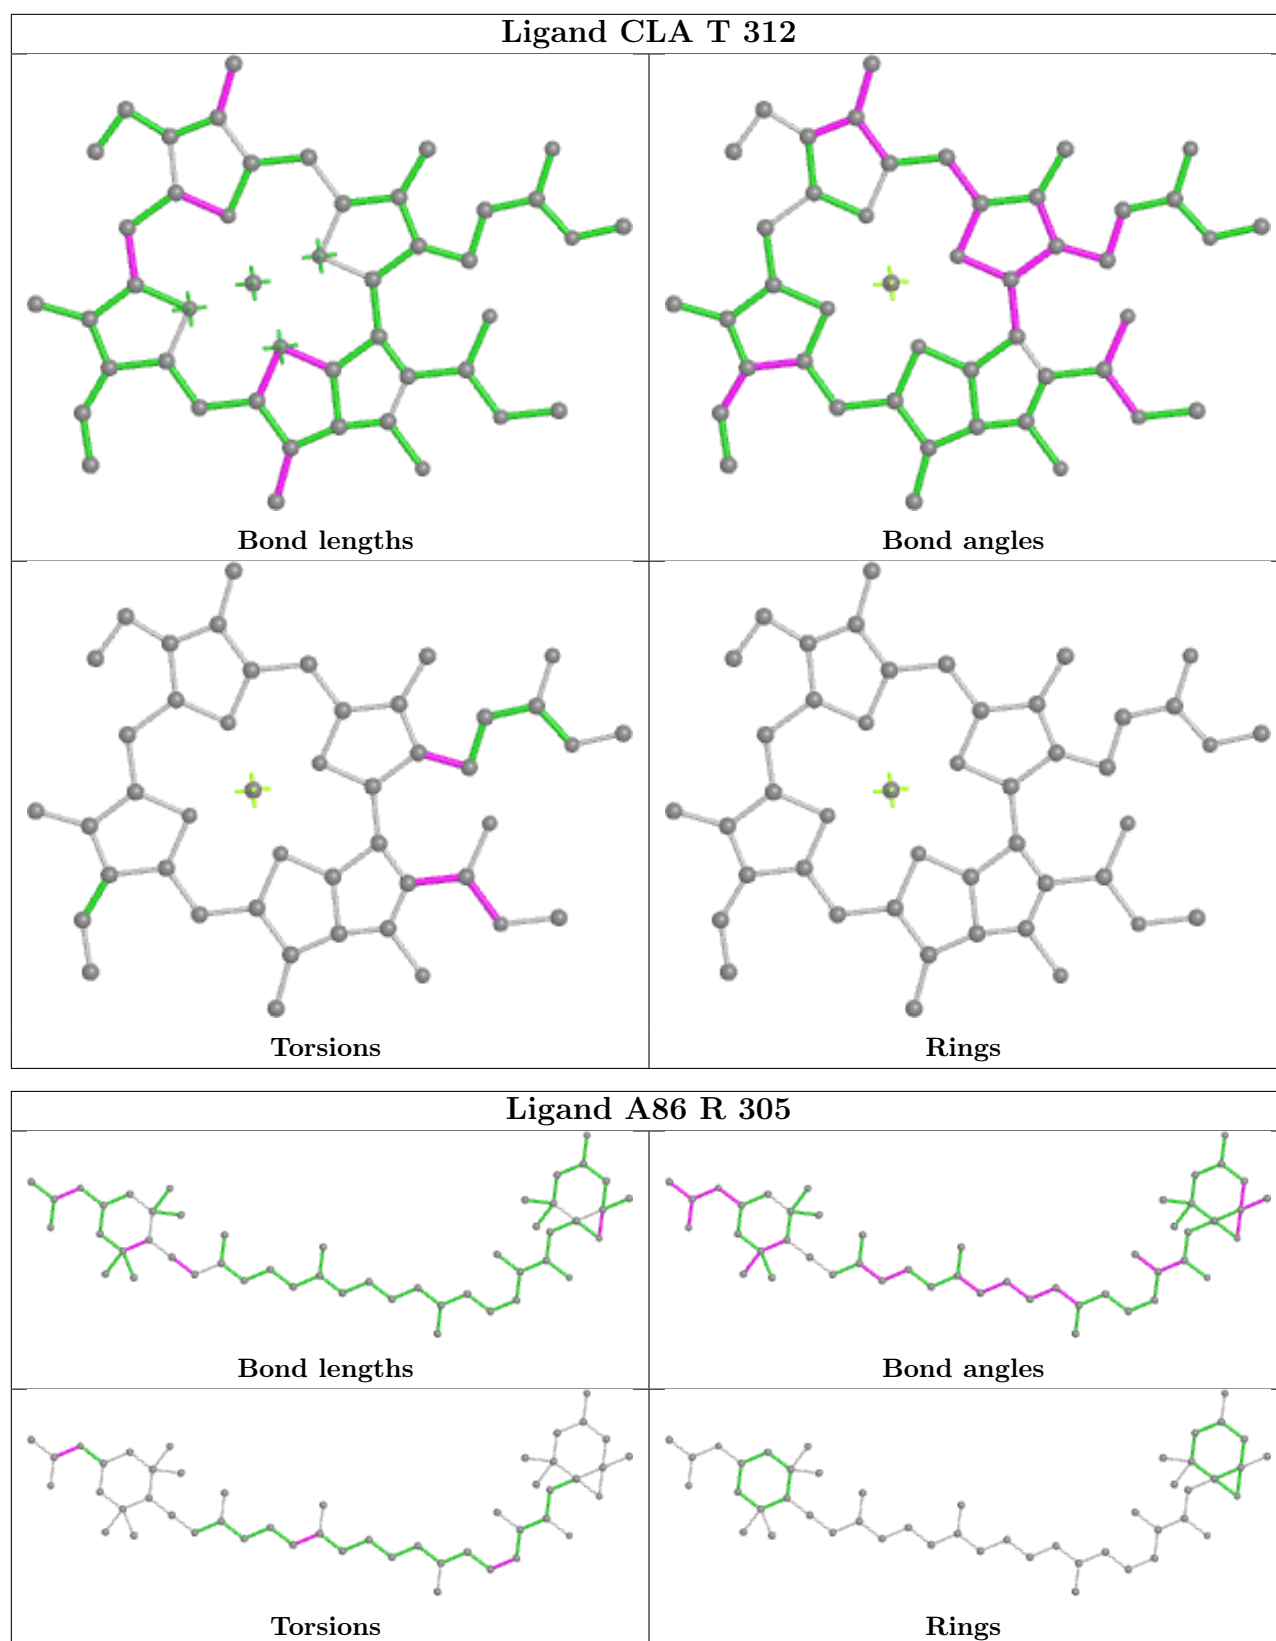 Ligand CLA T 312
Bond lengths
Bond angles
Torsions
Rings
Ligand A86 R 305
Bond lengths
Bond angles
Torsions
Rings